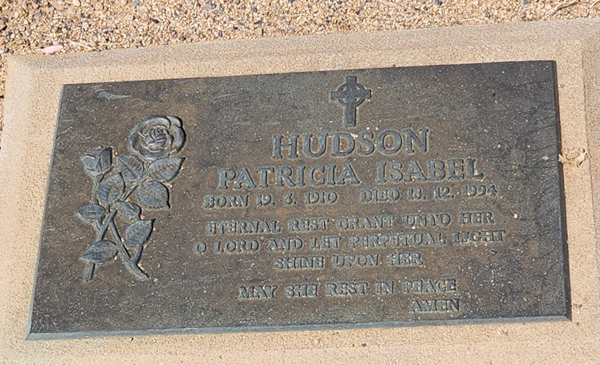 HUDSON
PATRICIA ISABEL
BORN 19. 3. 1910 DIED 18. 12. 1994
ETERNAL REST GRANT UNTO HER
O LORD AND LET PERPETUAL LIGHT
SHINE UPON HER
MAY SHE REST IN PEACE
AMEN